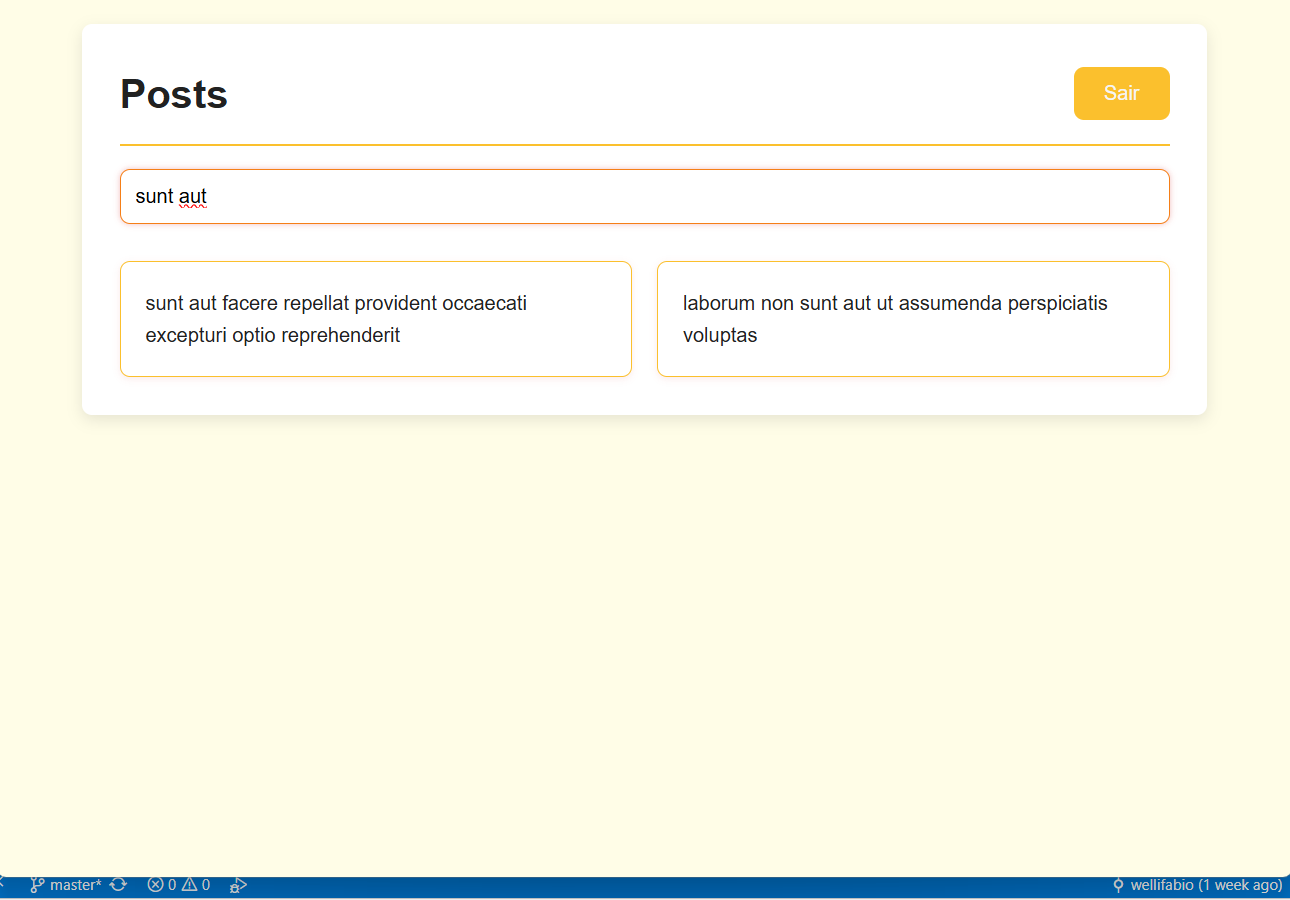 Posts
Sair
sunt aut
sunt aut facere repellat provident occaecati
excepturi optio reprehenderit
laborum non sunt aut ut assumenda perspiciatis
voluptas
master* 0 0 wellifabio (1 week ago)